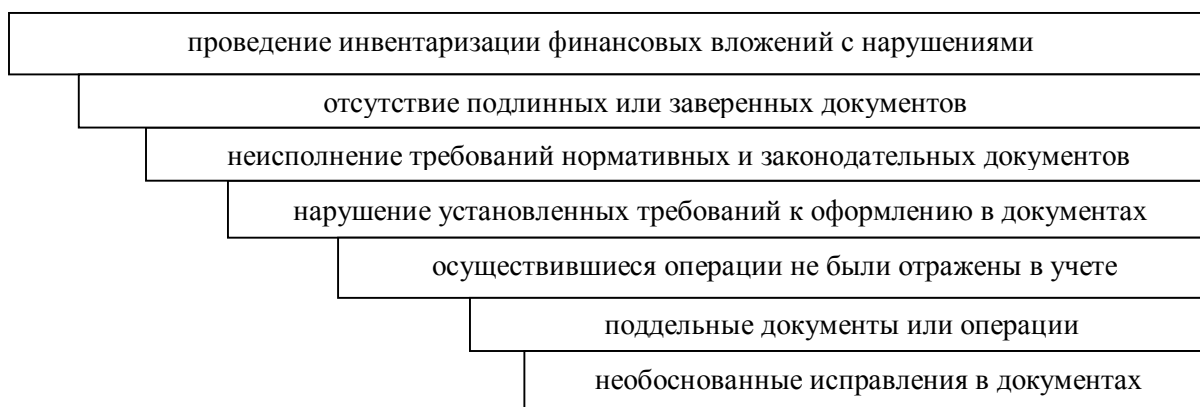 проведение инвентаризации финансовых вложений с нарушениями
отсутствие подлинных или заверенных документов
неисполнение требований нормативных и законодательных документов
нарушение установленных требований к оформлению в документах
осуществившиеся операции не были отражены в учете
поддельные документы или операции
необоснованные исправления в документах